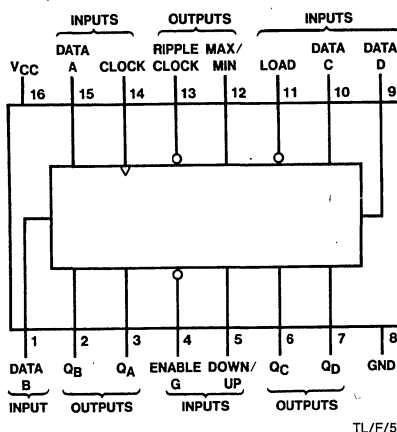 INPUTS OUTPUTS INPUTS
DATA RIPPLE MAX/ DATA DATA
VCC A CLOCK CLOCK MIN LOAD C D
16 15 14 13 12 11 10 9
1 2 3 4 5 6 7 8
DATA QB QA ENABLE DOWN/ QC QD GND
B G UP
INPUT OUTPUTS INPUTS OUTPUTS
TL/F/5